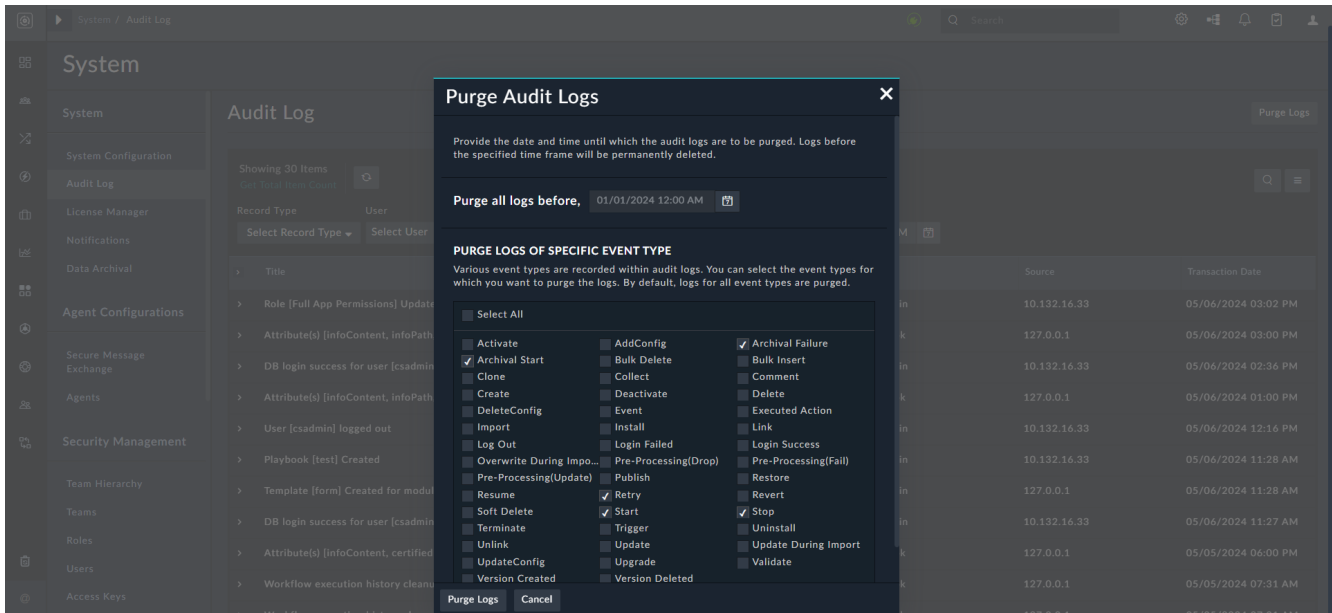 System / Audit Log
Search
System
System
System Configuration
Audit Log
License Manager
Notifications
Data Archival
Agent Configurations
Secure Message
Exchange
Agents
Security Management
Team Hierarchy
Teams
Roles
Users
Access Keys
Audit Log
Purge Logs
Showing 30 Items
Get Total Item Count
Record Type User
Select Record Type Select User
Title Source Transaction Date
Role [Full App Permissions] Update 10.132.16.33 05/06/2024 03:02 PM
Attribute(s) [infoContent, infoPath 127.0.0.1 05/06/2024 03:00 PM
DB login success for user [csadmin 10.132.16.33 05/06/2024 02:36 PM
Attribute(s) [infoContent, infoPath 127.0.0.1 05/06/2024 01:00 PM
User [csadmin] logged out 10.132.16.33 05/06/2024 12:16 PM
Playbook [test] Created 10.132.16.33 05/06/2024 11:28 AM
Template [form] Created for modul 127.0.0.1 05/06/2024 11:28 AM
DB login success for user [csadmin 10.132.16.33 05/06/2024 11:27 AM
Attribute(s) [infoContent, certified 127.0.0.1 05/05/2024 06:00 PM
Workflow execution history cleanu 127.0.0.1 05/05/2024 07:31 AM
Purge Audit Logs
Provide the date and time until which the audit logs are to be purged. Logs before
the specified time frame will be permanently deleted.
Purge all logs before, 01/01/2024 12:00 AM
PURGE LOGS OF SPECIFIC EVENT TYPE
Various event types are recorded within audit logs. You can select the event types for
which you want to purge the logs. By default, logs for all event types are purged.
Select All
Activate AddConfig Archival Failure
Archival Start Bulk Delete Bulk Insert
Clone Collect Comment
Create Deactivate Delete
DeleteConfig Event Executed Action
Import Install Link
Log Out Login Failed Login Success
Overwrite During Impo... Pre-Processing(Drop) Pre-Processing(Fail)
Pre-Processing(Update) Publish Restore
Resume Retry Revert
Soft Delete Start Stop
Terminate Trigger Uninstall
Unlink Update Update During Import
UpdateConfig Upgrade Validate
Version Created Version Deleted
Purge Logs Cancel